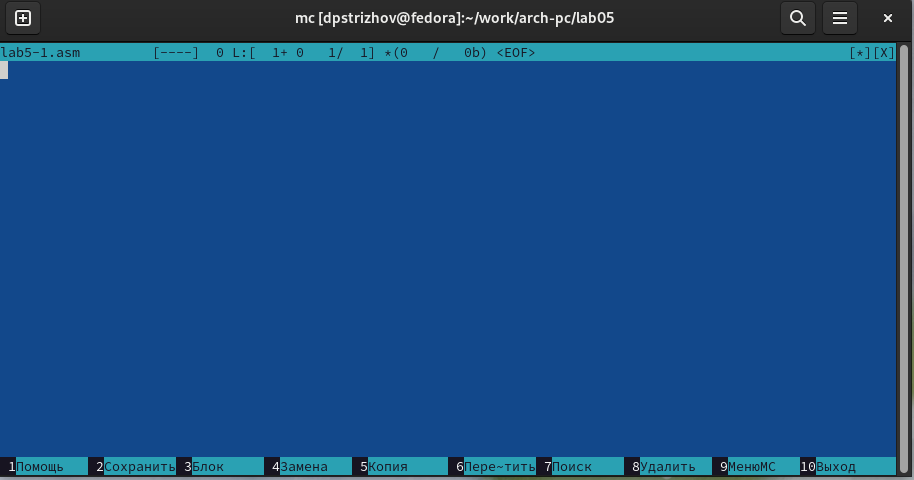 mc [dpstrizhov@fedora]:~/work/arch-pc/lab05
lab5-1.asm [----] 0 L:[ 1+ 0 1/ 1] *(0 / 0b) <EOF> [*][X]
1Помощь 2Сохранить 3Блок 4Замена 5Копия 6Пере~тить 7Поиск 8Удалить 9МенюМС 10Выход